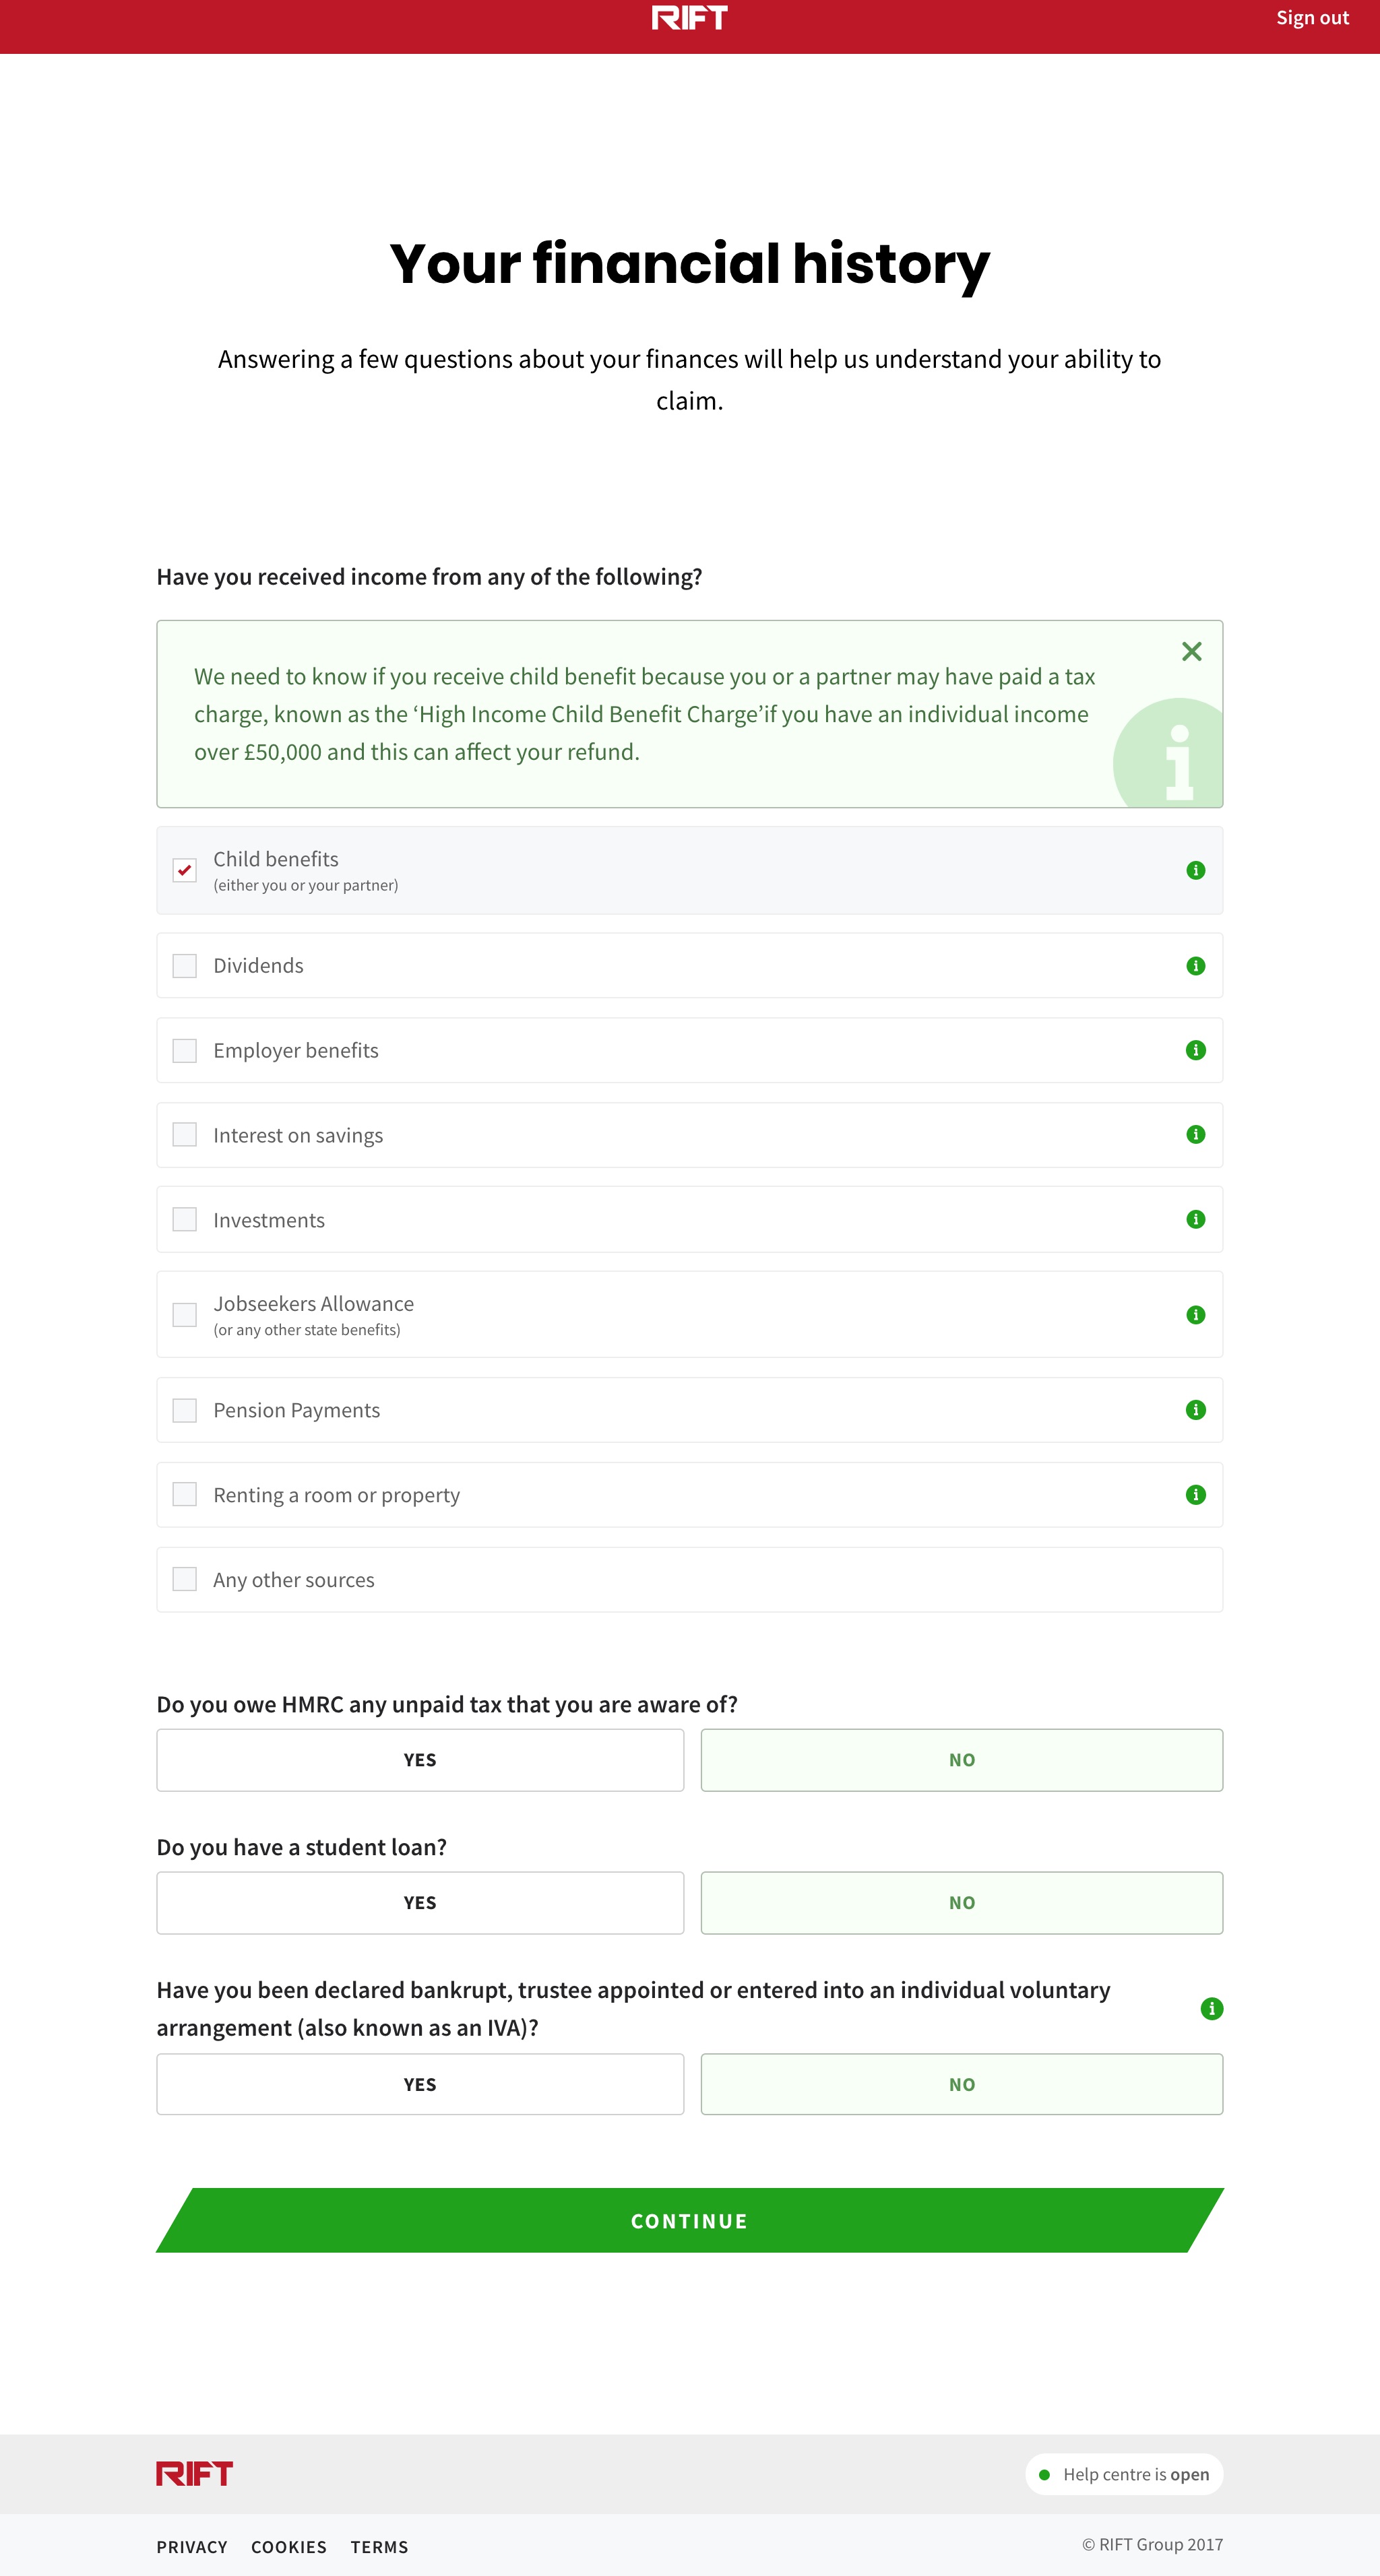 RIFT
Sign out
Your financial history
Answering a few questions about your finances will help us understand your ability to
claim.
Have you received income from any of the following?
We need to know if you receive child benefit because you or a partner may have paid a tax
charge, known as the ‘High Income Child Benefit Charge’if you have an individual income
over £50,000 and this can affect your refund.
Child benefits
(either you or your partner)
Dividends
Employer benefits
Interest on savings
Investments
Jobseekers Allowance
(or any other state benefits)
Pension Payments
Renting a room or property
Any other sources
Do you owe HMRC any unpaid tax that you are aware of?
YES
NO
Do you have a student loan?
YES
NO
Have you been declared bankrupt, trustee appointed or entered into an individual voluntary
arrangement (also known as an IVA)?
YES
NO
CONTINUE
RIFT
Help centre is open
PRIVACY COOKIES TERMS
© RIFT Group 2017